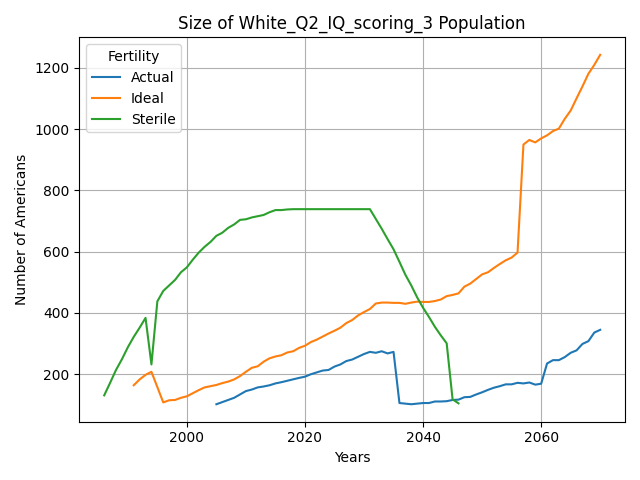 Size of White_Q2_IQ_scoring_3 Population
Fertility
Actual
Ideal
Sterile
Number of Americans
1200
1000
800
600
400
200
2000
2020
2040
2060
Years